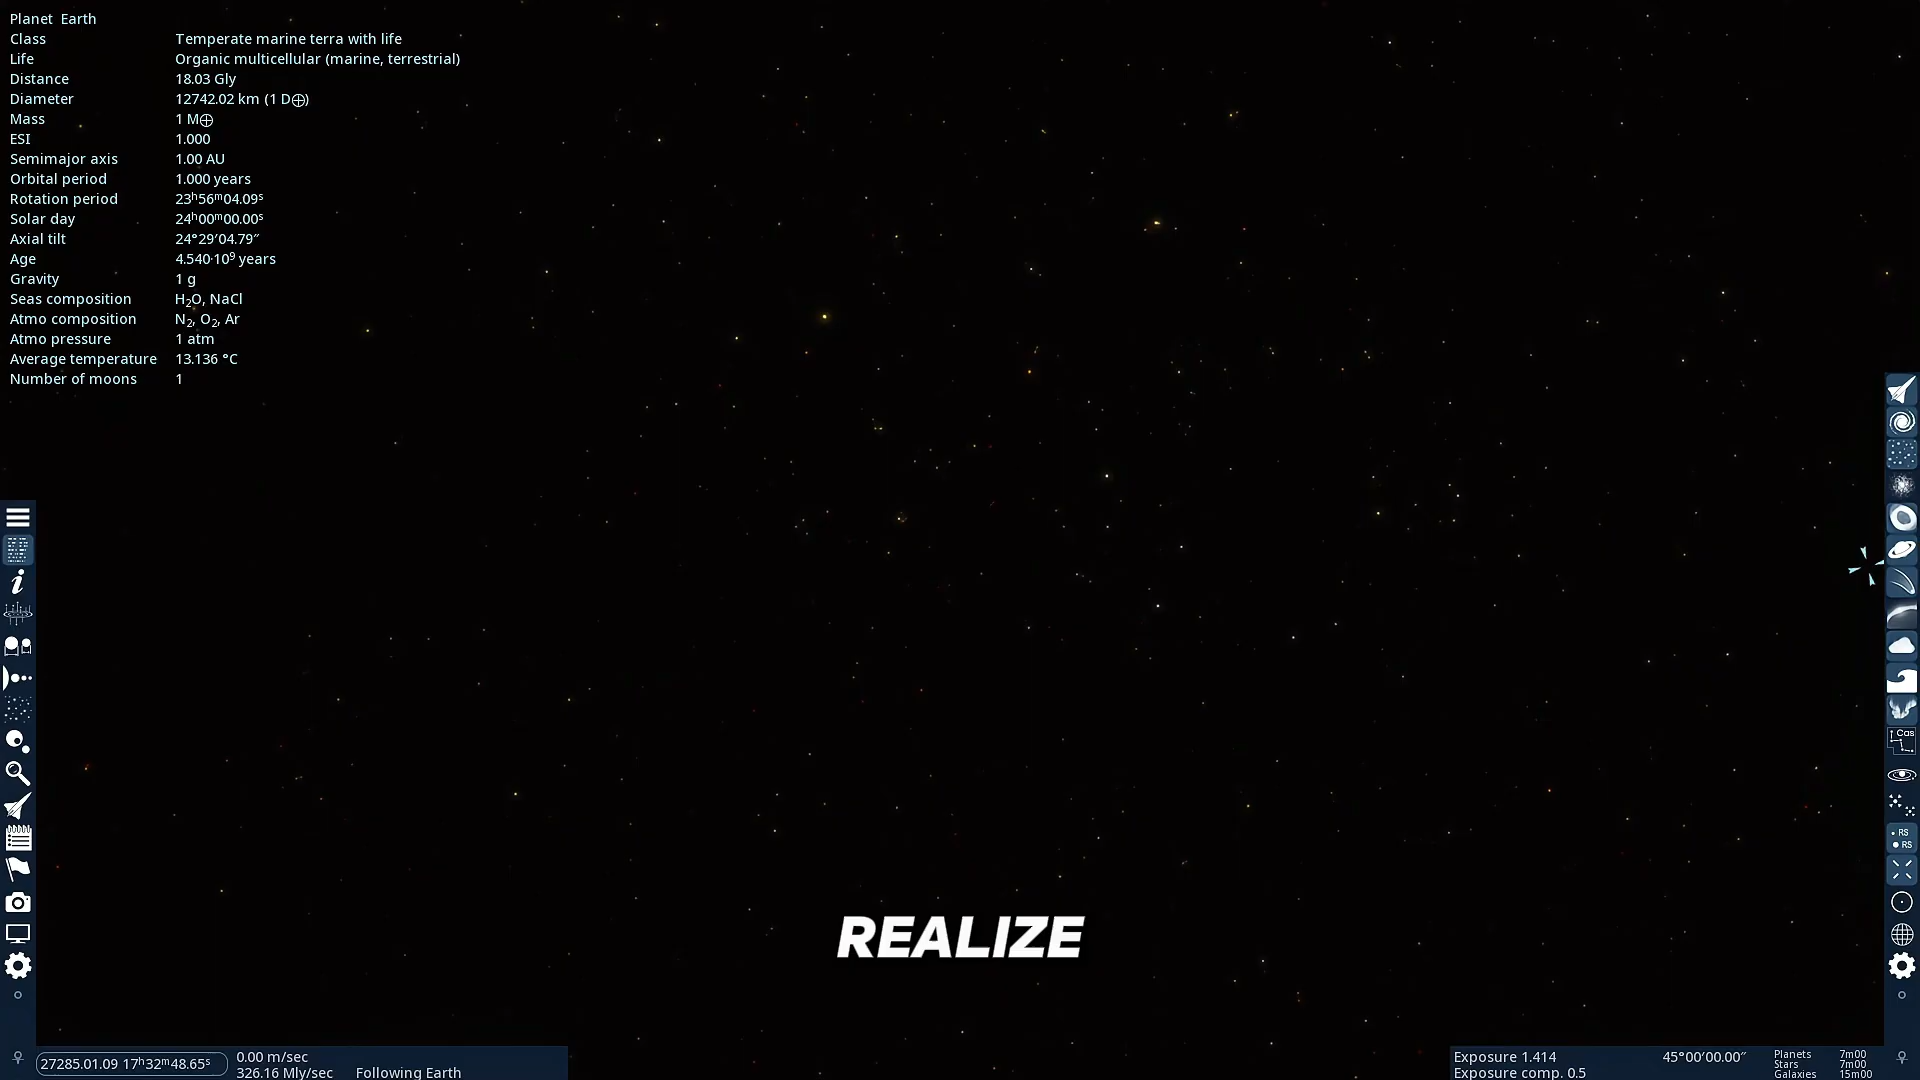 Planet Earth
Class Temperate marine terra with life
Life Organic multicellular (marine, terrestrial)
Distance 18.03 Gly
Diameter 12742.02 km (1 D⊕)
Mass 1 M⊕
ESI 1.000
Semimajor axis 1.00 AU
Orbital period 1.000 years
Rotation period 23ʰ56ᵐ04.09ˢ
Solar day 24ʰ00ᵐ00.00ˢ
Axial tilt 24°29′04.79″
Age 4.540·10⁹ years
Gravity 1 g
Seas composition H₂O, NaCl
Atmo composition N₂, O₂, Ar
Atmo pressure 1 atm
Average temperature 13.136 °C
Number of moons 1
Cas
RS
RS
REALIZE
27285.01.09 17ʰ32ᵐ48.65ˢ
0.00 m/sec
326.16 Mly/sec Following Earth
Exposure 1.414 45°00′00.00″
Exposure comp. 0.5
Planets 7m00
Stars 7m00
Galaxies 15m00